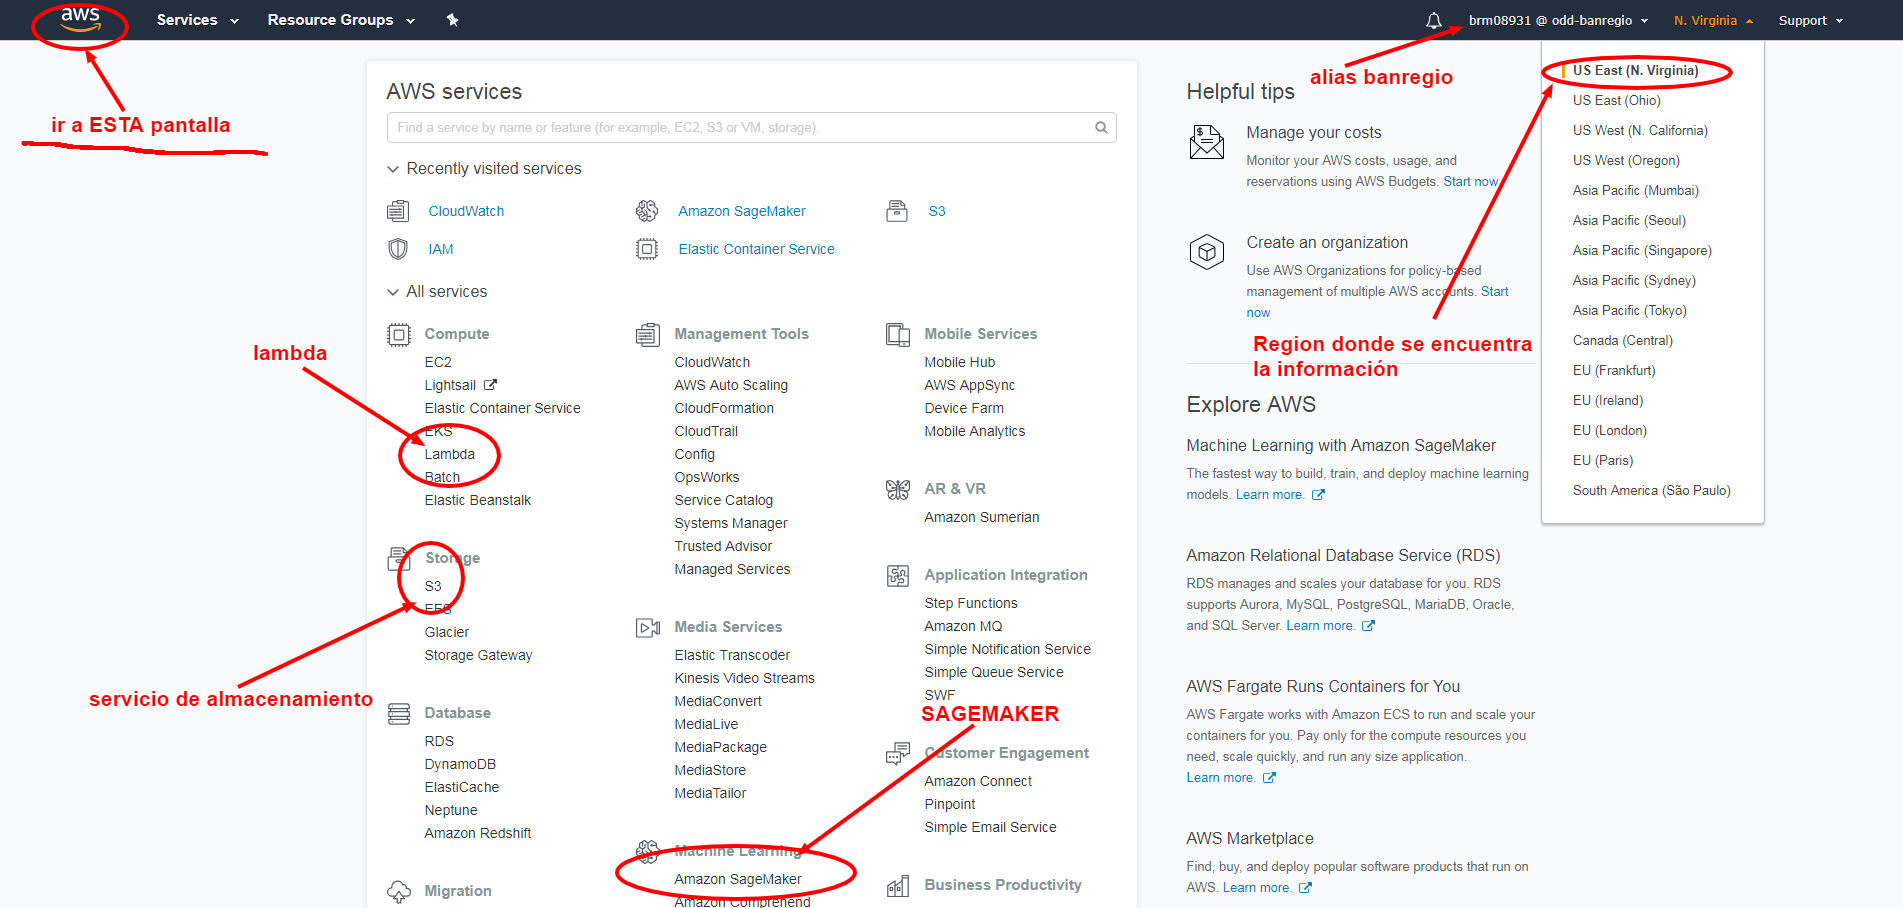 aws
Services
Resource Groups
brm08931 @ odd-banregio
N. Virginia
Support
ir a ESTA pantalla
alias banregio
US East (N. Virginia)
US East (Ohio)
US West (N. California)
US West (Oregon)
Asia Pacific (Mumbai)
Asia Pacific (Seoul)
Asia Pacific (Singapore)
Asia Pacific (Sydney)
Asia Pacific (Tokyo)
Canada (Central)
EU (Frankfurt)
EU (Ireland)
EU (London)
EU (Paris)
South America (São Paulo)
Region donde se encuentra
la información
AWS services
Find a service by name or feature (for example, EC2, S3 or VM, storage).
Recently visited services
CloudWatch
Amazon SageMaker
S3
IAM
Elastic Container Service
All services
lambda
Compute
EC2
Lightsail
Elastic Container Service
EKS
Lambda
Batch
Elastic Beanstalk
Storage
S3
EFS
Glacier
Storage Gateway
servicio de almacenamiento
Database
RDS
DynamoDB
ElastiCache
Neptune
Amazon Redshift
Migration
Management Tools
CloudWatch
AWS Auto Scaling
CloudFormation
CloudTrail
Config
OpsWorks
Service Catalog
Systems Manager
Trusted Advisor
Managed Services
Media Services
Elastic Transcoder
Kinesis Video Streams
MediaConvert
MediaLive
MediaPackage
MediaStore
MediaTailor
SAGEMAKER
Machine Learning
Amazon SageMaker
Amazon Comprehend
Mobile Services
Mobile Hub
AWS AppSync
Device Farm
Mobile Analytics
AR & VR
Amazon Sumerian
Application Integration
Step Functions
Amazon MQ
Simple Notification Service
Simple Queue Service
SWF
Customer Engagement
Amazon Connect
Pinpoint
Simple Email Service
Business Productivity
Helpful tips
Manage your costs
Monitor your AWS costs, usage, and
reservations using AWS Budgets. Start now
Create an organization
Use AWS Organizations for policy-based
management of multiple AWS accounts. Start
now
Explore AWS
Machine Learning with Amazon SageMaker
The fastest way to build, train, and deploy machine learning
models. Learn more.
Amazon Relational Database Service (RDS)
RDS manages and scales your database for you. RDS
supports Aurora, MySQL, PostgreSQL, MariaDB, Oracle,
and SQL Server. Learn more.
AWS Fargate Runs Containers for You
AWS Fargate works with Amazon ECS to run and scale your
containers for you. Pay only for the compute resources you
need, scale quickly, and run any size application.
Learn more.
AWS Marketplace
Find, buy, and deploy popular software products that run on
AWS. Learn more.